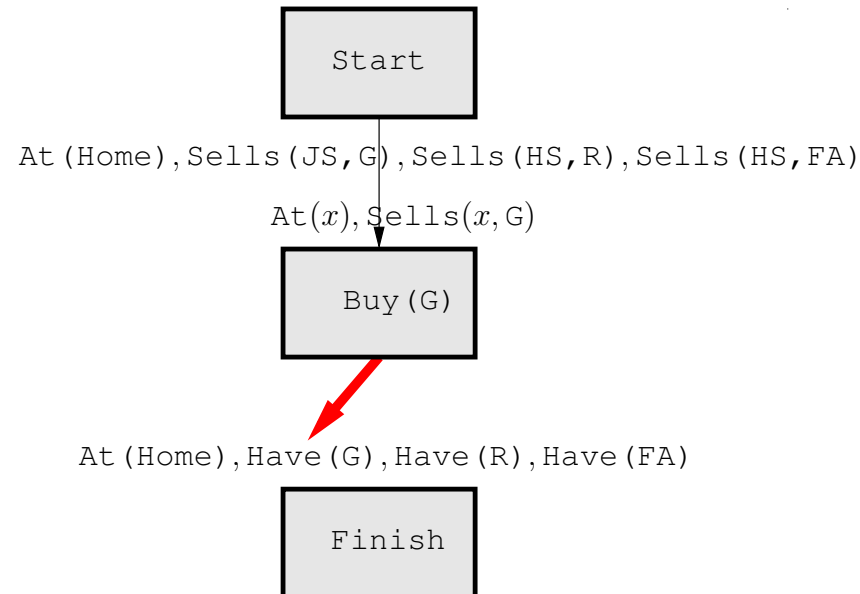 Start
At(Home),Sells(JS,G),Sells(HS,R),Sells(HS,FA)
At(x),Sells(x,G)
Buy(G)
At(Home),Have(G),Have(R),Have(FA)
Finish